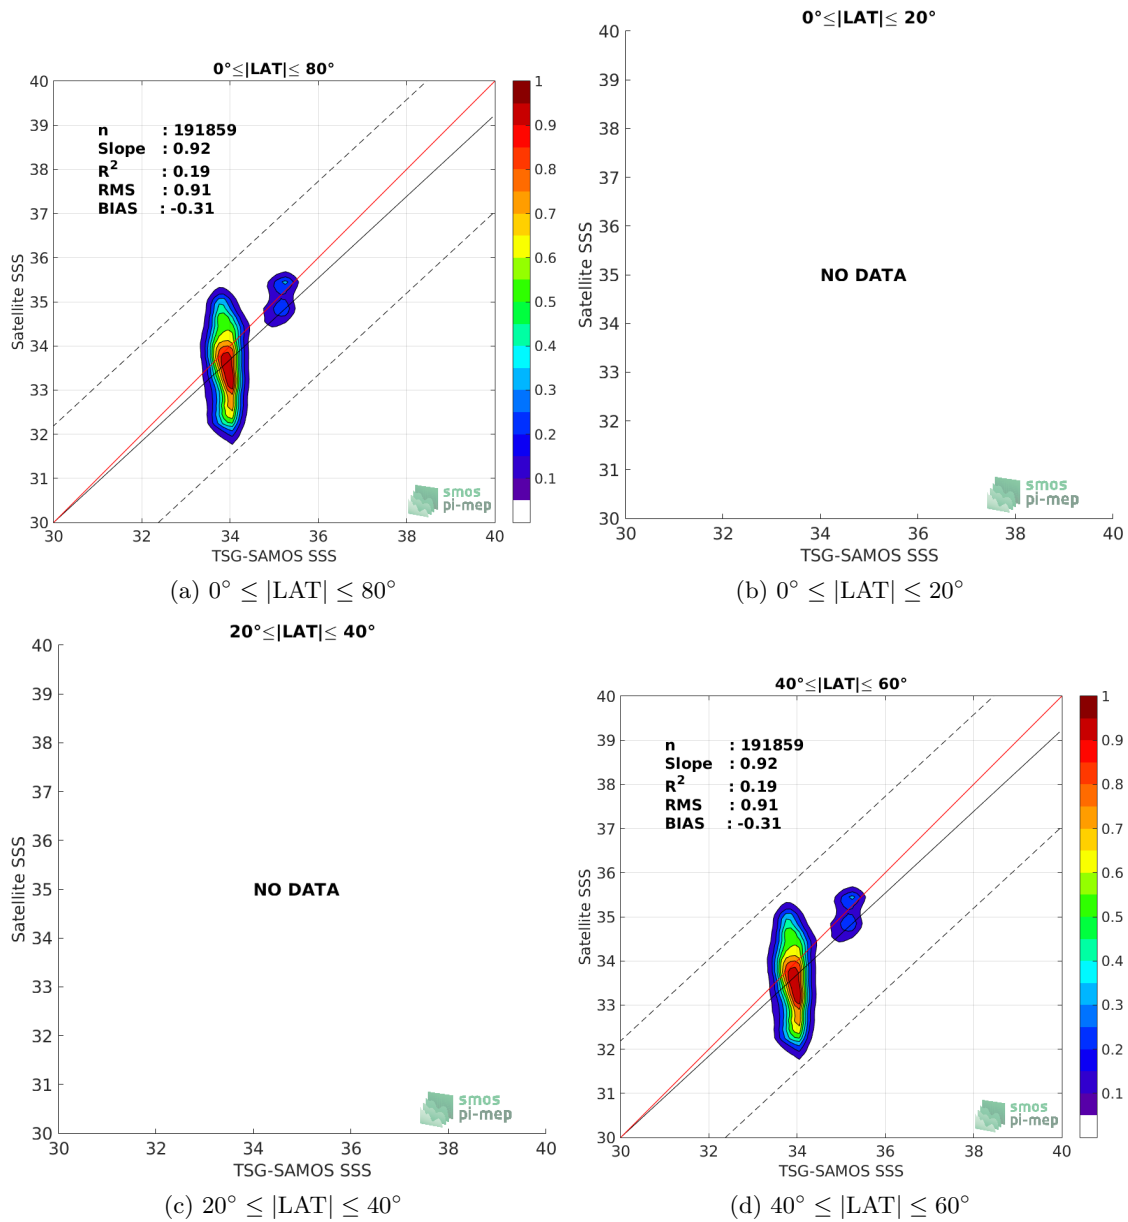 0°≤|LAT|≤ 80°
40
39
38
37
36
35
34
33
32
31
30
Satellite SSS
n : 191859
Slope : 0.92
R2 : 0.19
RMS : 0.91
BIAS : -0.31
smos
pi-mep
30 32 34 36 38 40
TSG-SAMOS SSS
1
0.9
0.8
0.7
0.6
0.5
0.4
0.3
0.2
0.1
(a) 0° ≤ |LAT| ≤ 80°
0°≤|LAT|≤ 20°
40
39
38
37
36
35
34
33
32
31
30
Satellite SSS
NO DATA
smos
pi-mep
30 32 34 36 38 40
TSG-SAMOS SSS
(b) 0° ≤ |LAT| ≤ 20°
20°≤|LAT|≤ 40°
40
39
38
37
36
35
34
33
32
31
30
Satellite SSS
NO DATA
smos
pi-mep
30 32 34 36 38 40
TSG-SAMOS SSS
(c) 20° ≤ |LAT| ≤ 40°
40°≤|LAT|≤ 60°
40
39
38
37
36
35
34
33
32
31
30
Satellite SSS
n : 191859
Slope : 0.92
R2 : 0.19
RMS : 0.91
BIAS : -0.31
smos
pi-mep
30 32 34 36 38 40
TSG-SAMOS SSS
1
0.9
0.8
0.7
0.6
0.5
0.4
0.3
0.2
0.1
(d) 40° ≤ |LAT| ≤ 60°